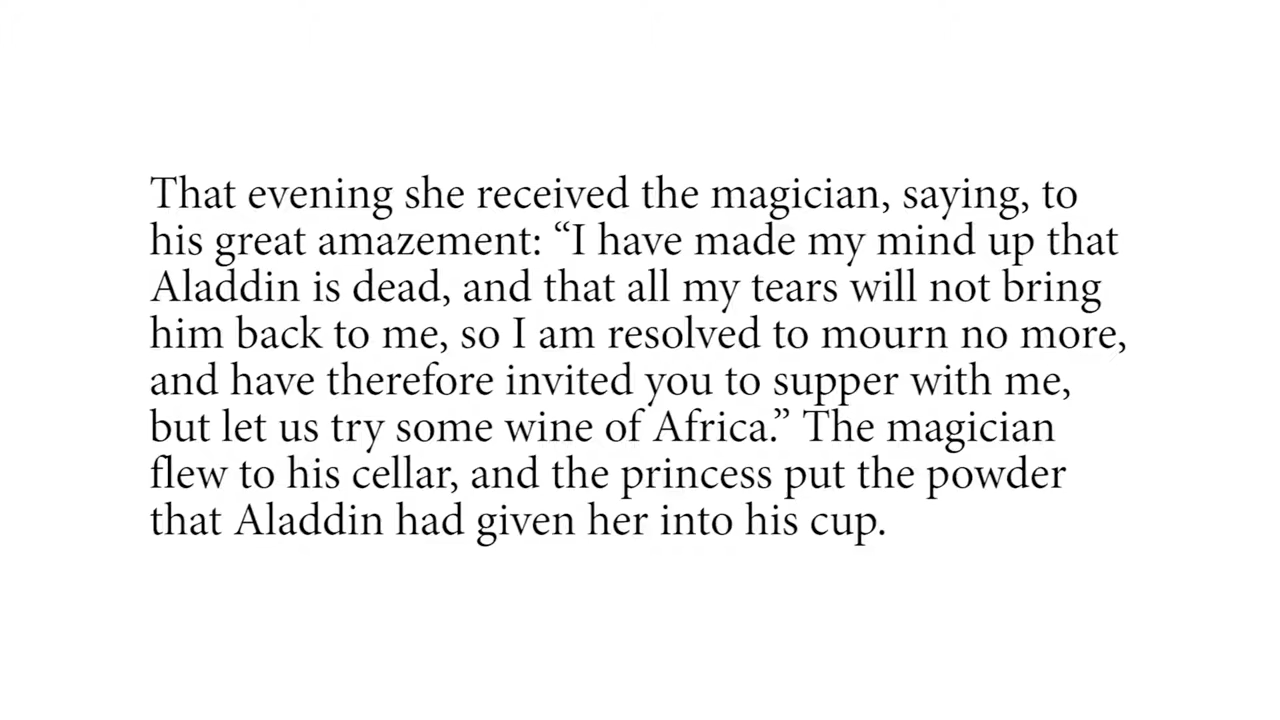 That evening she received the magician, saying, to
his great amazement: “I have made my mind up that
Aladdin is dead, and that all my tears will not bring
him back to me, so I am resolved to mourn no more,
and have therefore invited you to supper with me,
but let us try some wine of Africa.” The magician
flew to his cellar, and the princess put the powder
that Aladdin had given her into his cup.